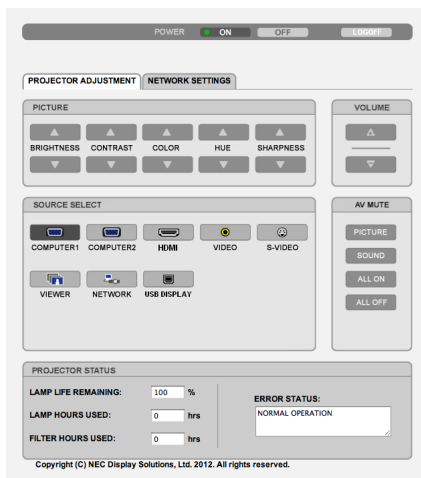 POWER ON OFF LOGOFF
PROJECTOR ADJUSTMENT NETWORK SETTINGS
PICTURE
BRIGHTNESS CONTRAST COLOR HUE SHARPNESS
VOLUME
SOURCE SELECT
COMPUTER1 COMPUTER2 HDMI VIDEO S-VIDEO
VIEWER NETWORK USB DISPLAY
AV MUTE
PICTURE
SOUND
ALL ON
ALL OFF
PROJECTOR STATUS
LAMP LIFE REMAINING: 100 %
LAMP HOURS USED: 0 hrs
FILTER HOURS USED: 0 hrs
ERROR STATUS:
NORMAL OPERATION
Copyright (C) NEC Display Solutions, Ltd. 2012. All rights reserved.